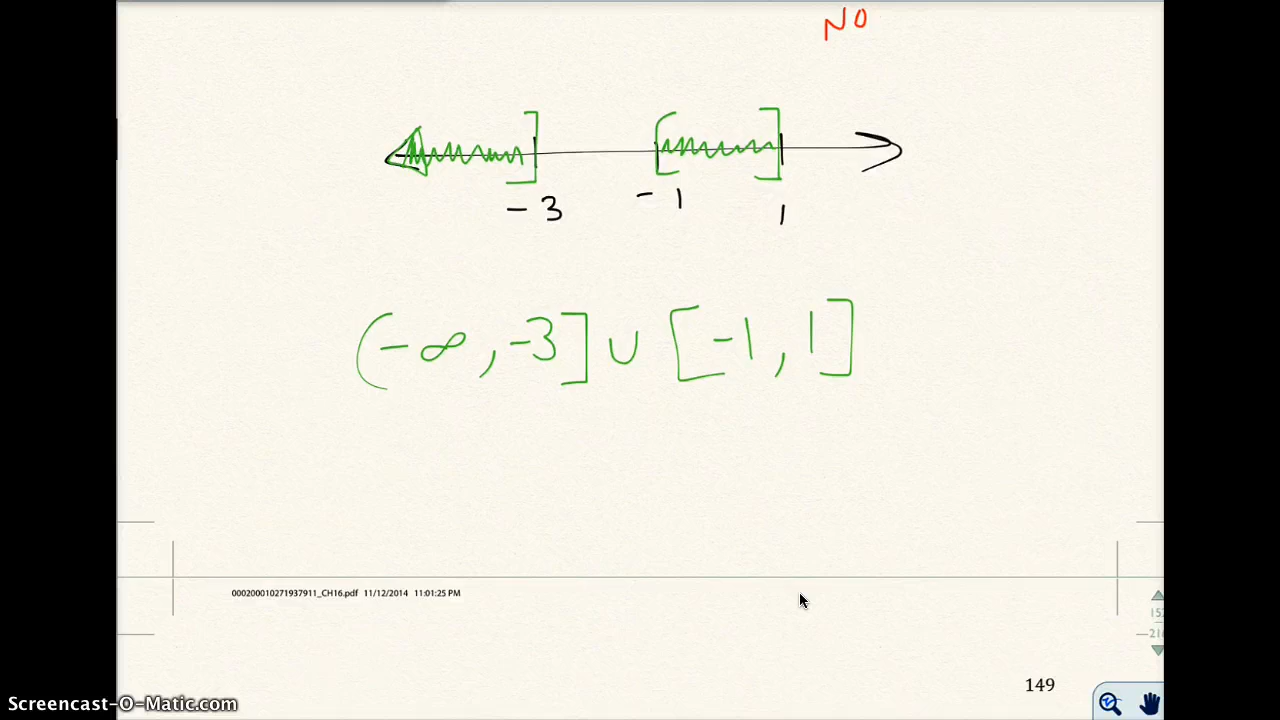 NO
-3 -1 1
(-∞, -3] ∪ [-1, 1]
000200010271937911_CH16.pdf 11/12/2014 11:01:25 PM
149
Screencast-O-Matic.com